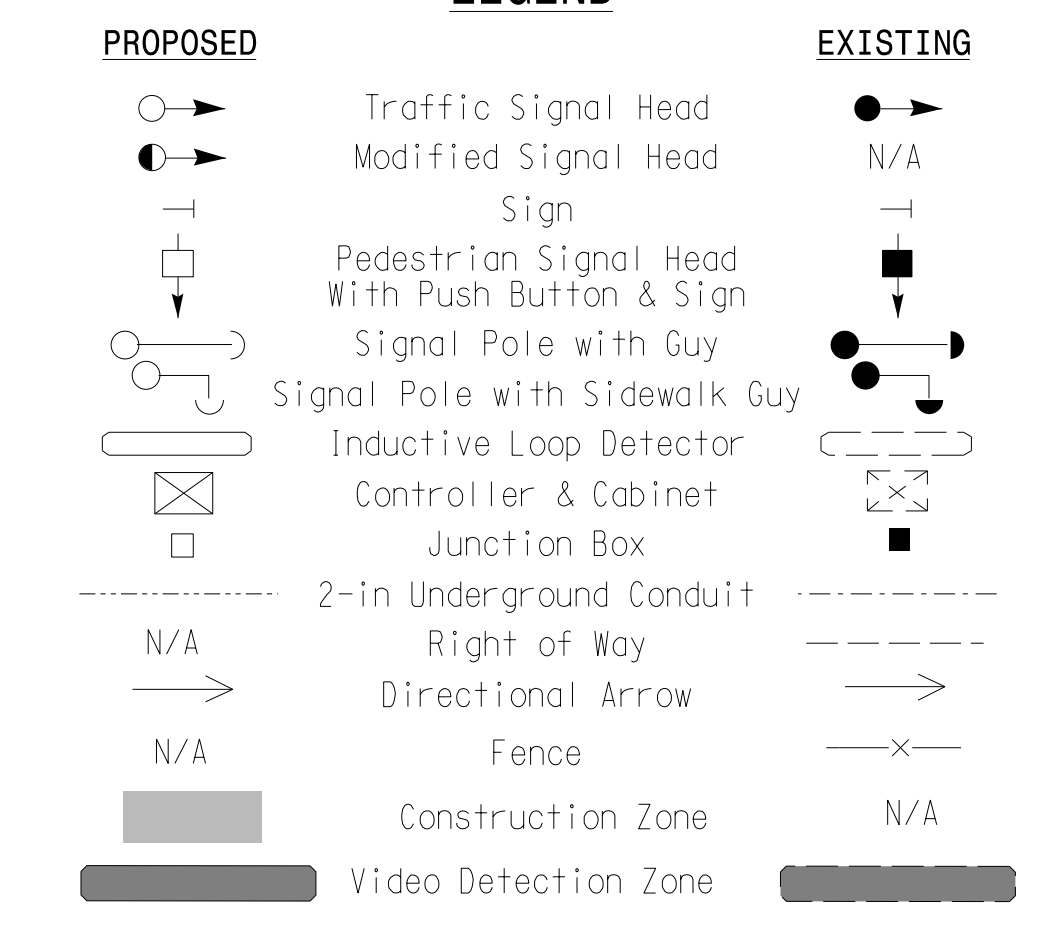 LEGEND
PROPOSED EXISTING
Traffic Signal Head
Modified Signal Head N/A
Sign
Pedestrian Signal Head
With Push Button & Sign
Signal Pole with Guy
Signal Pole with Sidewalk Guy
Inductive Loop Detector
Controller & Cabinet
Junction Box
2-in Underground Conduit
N/A Right of Way
Directional Arrow
N/A Fence
Construction Zone N/A
Video Detection Zone